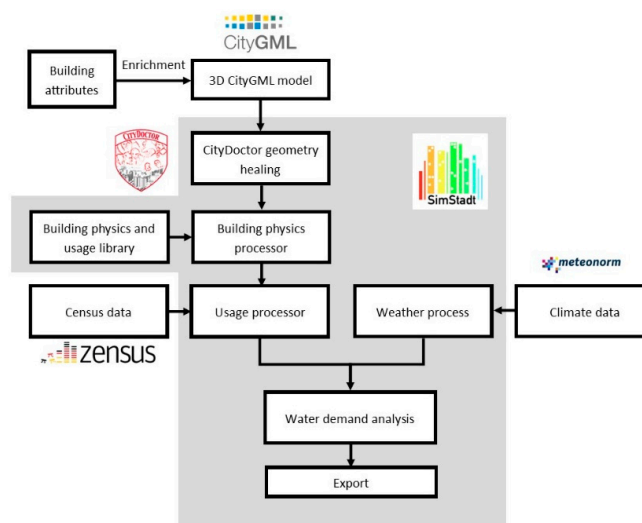 CityGML
Building
attributes
Enrichment
3D CityGML model
CITYDOCTOR
CityDoctor geometry
healing
SimStadt
Building physics and
usage library
Building physics
processor
meteonorm
Census data
Usage processor
Weather process
Climate data
zensus
Water demand analysis
Export